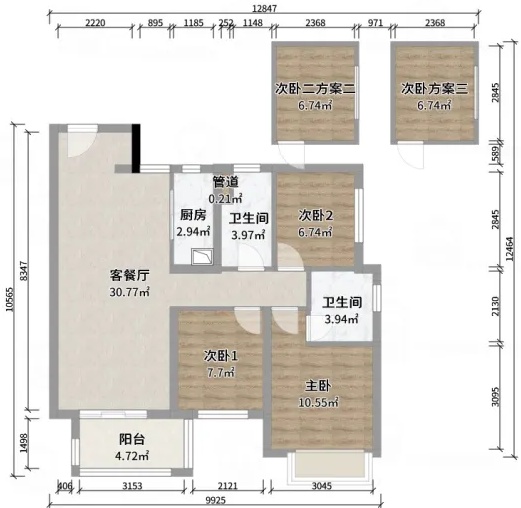 12847
2220 895 1185 252 1148 2368 971 2368
次卧二方案二
6.74㎡
次卧方案三
6.74㎡
2845
589
2845
2130
3095
12464
10565
8347
1498
管道
0.21㎡
厨房
2.94㎡
卫生间
3.97㎡
次卧2
6.74㎡
客餐厅
30.77㎡
卫生间
3.94㎡
次卧1
7.7㎡
主卧
10.55㎡
阳台
4.72㎡
406 3153 2121 3045
9925